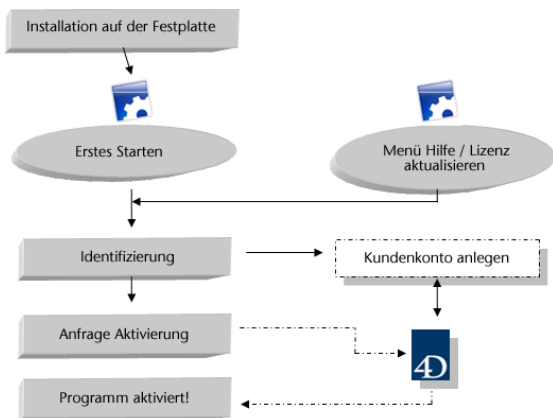 Installation auf der Festplatte
Erstes Starten
Menü Hilfe / Lizenz
aktualisieren
Identifizierung
Kundenkonto anlegen
Anfrage Aktivierung
4D
Programm aktiviert!